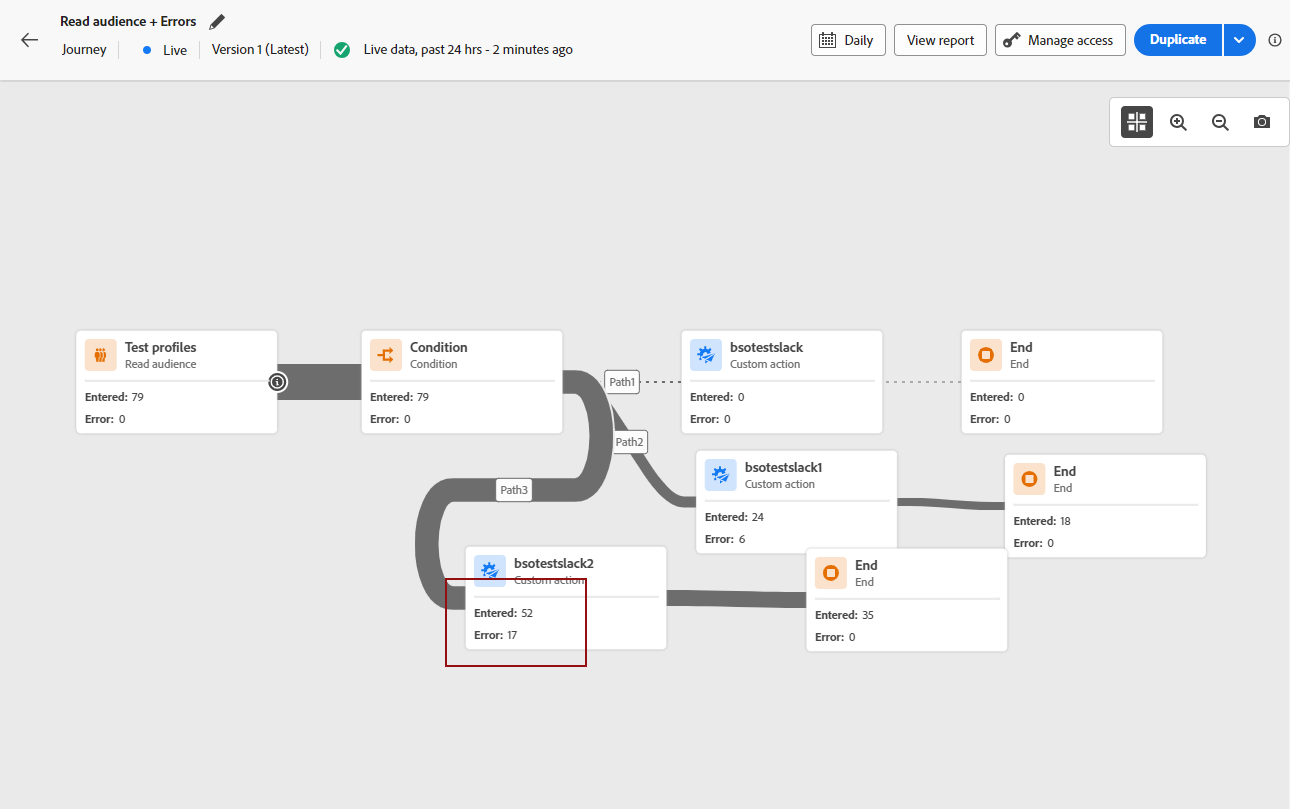 Read audience + Errors
Journey
Live
Version 1 (Latest)
Live data, past 24 hrs - 2 minutes ago
Daily
View report
Manage access
Duplicate
Test profiles
Read audience
Entered: 79
Error: 0
Condition
Condition
Entered: 79
Error: 0
Path1
bsotestslack
Custom action
Entered: 0
Error: 0
End
End
Entered: 0
Error: 0
Path2
bsotestslack1
Custom action
Entered: 24
Error: 6
End
End
Entered: 18
Error: 0
Path3
bsotestslack2
Custom action
Entered: 52
Error: 17
End
End
Entered: 35
Error: 0